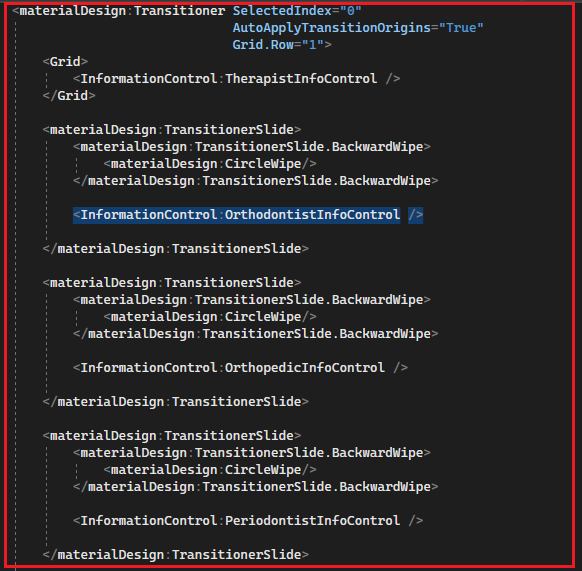 <materialDesign:Transitioner SelectedIndex="0"
AutoApplyTransitionOrigins="True"
Grid.Row="1">
<Grid>
<InformationControl:TherapistInfoControl />
</Grid>
<materialDesign:TransitionerSlide>
<materialDesign:TransitionerSlide.BackwardWipe>
<materialDesign:CircleWipe/>
</materialDesign:TransitionerSlide.BackwardWipe>
<InformationControl:OrthodontistInfoControl />
</materialDesign:TransitionerSlide>
<materialDesign:TransitionerSlide>
<materialDesign:TransitionerSlide.BackwardWipe>
<materialDesign:CircleWipe/>
</materialDesign:TransitionerSlide.BackwardWipe>
<InformationControl:OrthopedicInfoControl />
</materialDesign:TransitionerSlide>
<materialDesign:TransitionerSlide>
<materialDesign:TransitionerSlide.BackwardWipe>
<materialDesign:CircleWipe/>
</materialDesign:TransitionerSlide.BackwardWipe>
<InformationControl:PeriodontistInfoControl />
</materialDesign:TransitionerSlide>